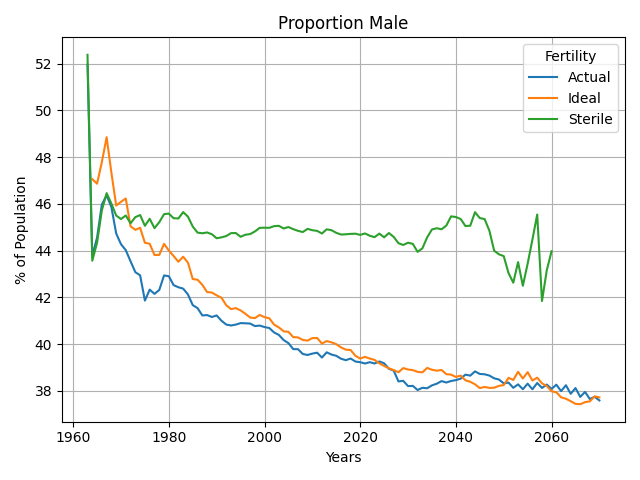 Proportion Male
Fertility
Actual
Ideal
Sterile
% of Population
52
50
48
46
44
42
40
38
1960 1980 2000 2020 2040 2060
Years